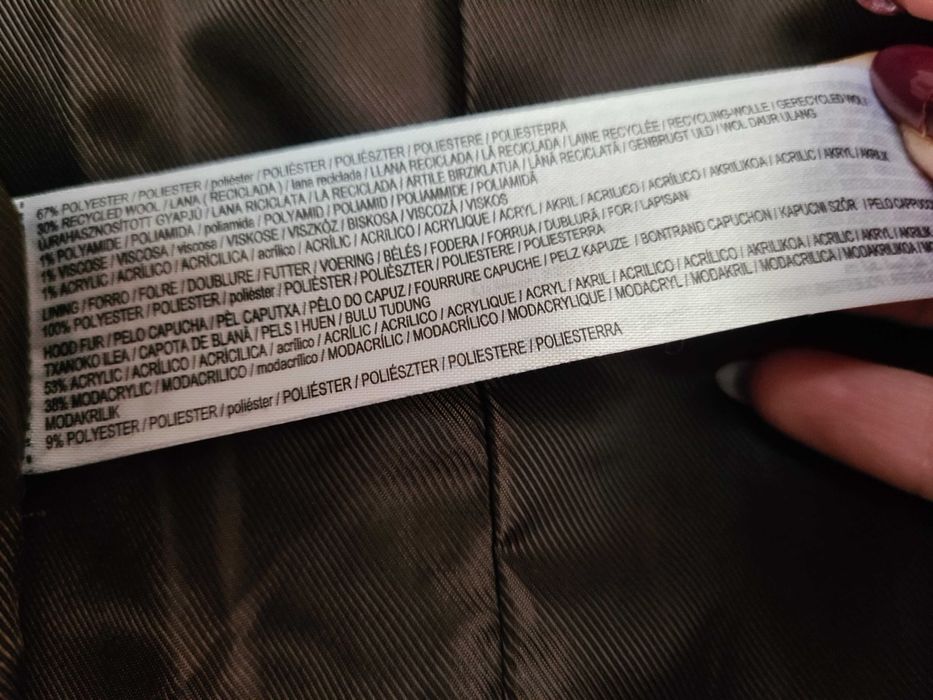 67% POLYESTER / POLIESTER / poliéster / POLIÉSTER / POLIÉSZTER / POLIESTERE / POLIESTERRA
30% RECYCLED WOOL / LANA ( RECICLADA ) / lana reciclada / LLANA RECICLADA / LÃ RECICLADA / LAINE RECYCLÉE / RECYCLING-WOLLE / GERECYCLED WOL /
ÚJRAHASZNOSÍTOTT GYAPJÚ / LANA RICICLATA / LA RECICLADA / ARTILE BIRZIKLATUA / LÂNĂ RECICLATĂ / GENBRUGT ULD / WOL DAUR ULANG
1% POLYAMIDE / POLIAMIDA / poliamida / POLYAMID / POLIAMID / POLIAMMIDE / POLIAMIDĂ
1% VISCOSE / VISCOSA / viscosa / VISKOSE / VISZKÓZ / BISKOSA / VISCOZĂ / VISKOS
1% ACRYLIC / ACRÍLICO / ACRÍCILICA / acrílico / ACRÍLIC / ACRILICO / ACRYLIQUE / ACRYL / AKRIL / ACRILICO / ACRÍLICO / AKRILIKOA / ACRILIC / AKRYL / AKRILIK
LINING / FORRO / FOLRE / DOUBLURE / FUTTER / VOERING / BÉLÉS / FODERA / FORRUA / DUBLURĂ / FOR / LAPISAN
100% POLYESTER / POLIESTER / poliéster / POLIÉSTER / POLIÉSZTER / POLIESTERE / POLIESTERRA
HOOD FUR / PELO CAPUCHA / PÈL CAPUTXA / PÊLO DO CAPUZ / FOURRURE CAPUCHE / PELZ KAPUZE / BONTRAND CAPUCHON / KAPUCNI SZŐR / PELO CAPPUCCIO
TXANOKO ILEA / CAPOTA DE BLANĂ / PELS I HUEN / BULU TUDUNG
53% ACRYLIC / ACRÍLICO / ACRÍCILICA / acrílico / ACRÍLIC / ACRILICO / ACRYLIQUE / ACRYL / AKRIL / ACRILICO / ACRÍLICO / AKRILIKOA / ACRILIC / AKRYL / AKRILIK
38% MODACRYLIC / MODACRILICO / modacrílico / MODACRÍLIC / MODACRÍLICO / MODACRYLIQUE / MODACRYL / MODAKRIL / MODACRILICA / MODAKRILIKOA
MODAKRILIK
9% POLYESTER / POLIESTER / poliéster / POLIÉSTER / POLIÉSZTER / POLIESTERE / POLIESTERRA